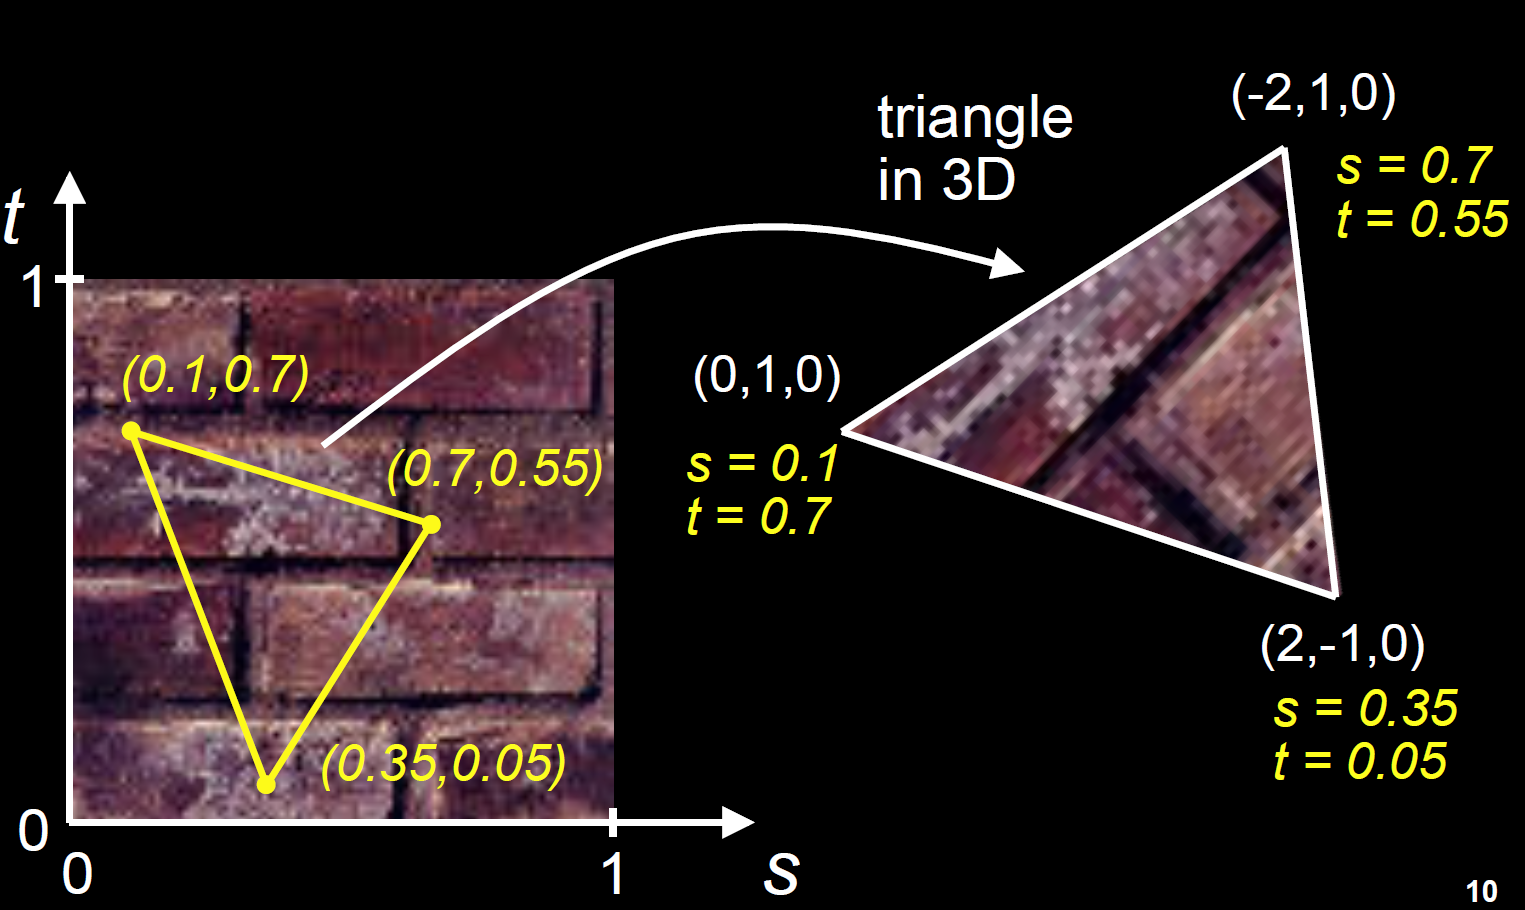 triangle
in 3D
(-2,1,0)
s = 0.7
t = 0.55
t
1
(0.1,0.7)
(0.7,0.55)
(0,1,0)
s = 0.1
t = 0.7
(0.35,0.05)
(2,-1,0)
s = 0.35
t = 0.05
0
0
1
s
10